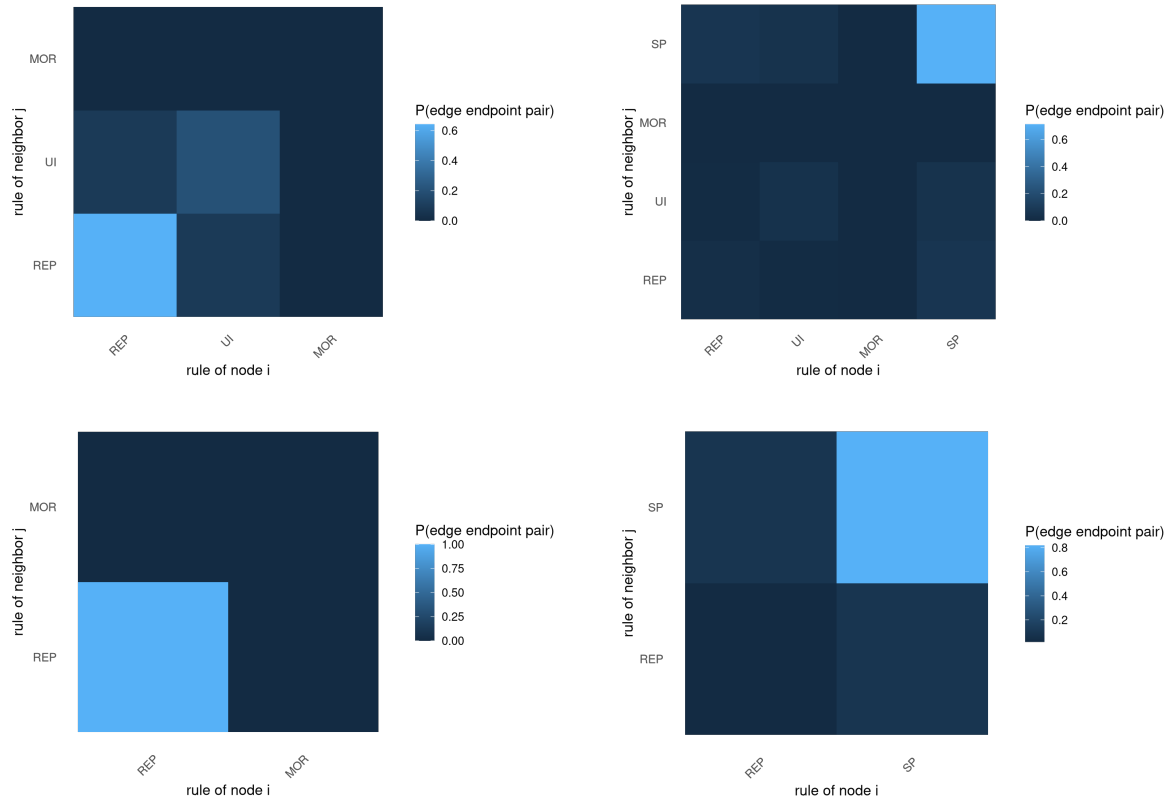 MOR
UI
REP
rule of neighbor j
REP
UI
MOR
rule of node i
P(edge endpoint pair)
0.6
0.4
0.2
0.0
SP
MOR
UI
REP
rule of neighbor j
REP
UI
MOR
SP
rule of node i
P(edge endpoint pair)
0.6
0.4
0.2
0.0
MOR
REP
rule of neighbor j
REP
MOR
rule of node i
P(edge endpoint pair)
1.00
0.75
0.50
0.25
0.00
SP
REP
rule of neighbor j
REP
SP
rule of node i
P(edge endpoint pair)
0.8
0.6
0.4
0.2